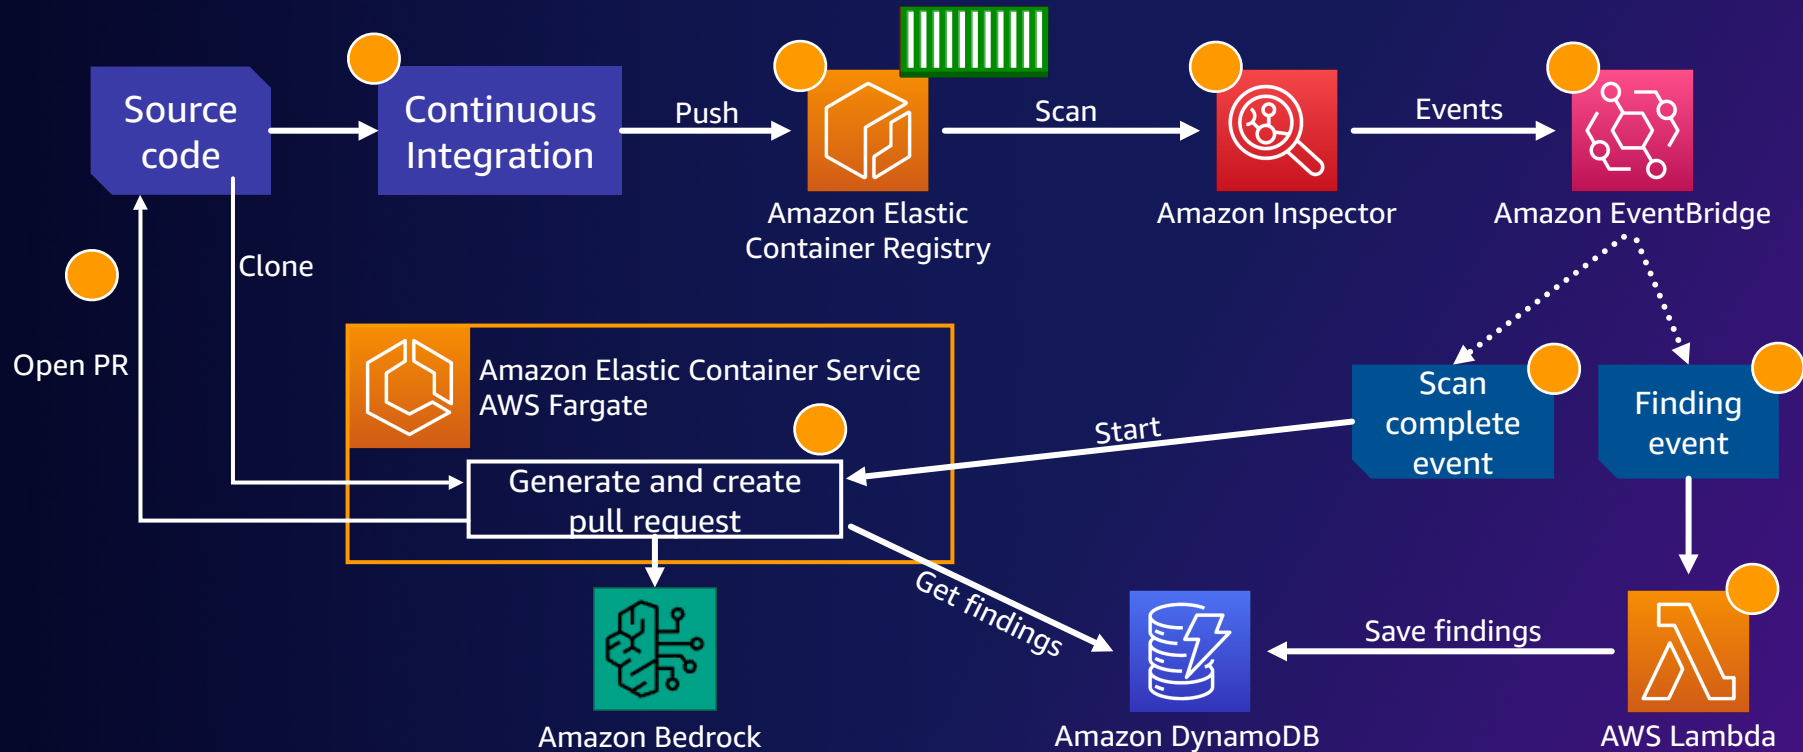 Source
code
Continuous
Integration
Push
Scan
Events
Amazon Elastic
Container Registry
Amazon Inspector
Amazon EventBridge
Clone
Open PR
Amazon Elastic Container Service
AWS Fargate
Generate and create
pull request
Start
Scan
complete
event
Finding
event
Get findings
Save findings
Amazon Bedrock
Amazon DynamoDB
AWS Lambda